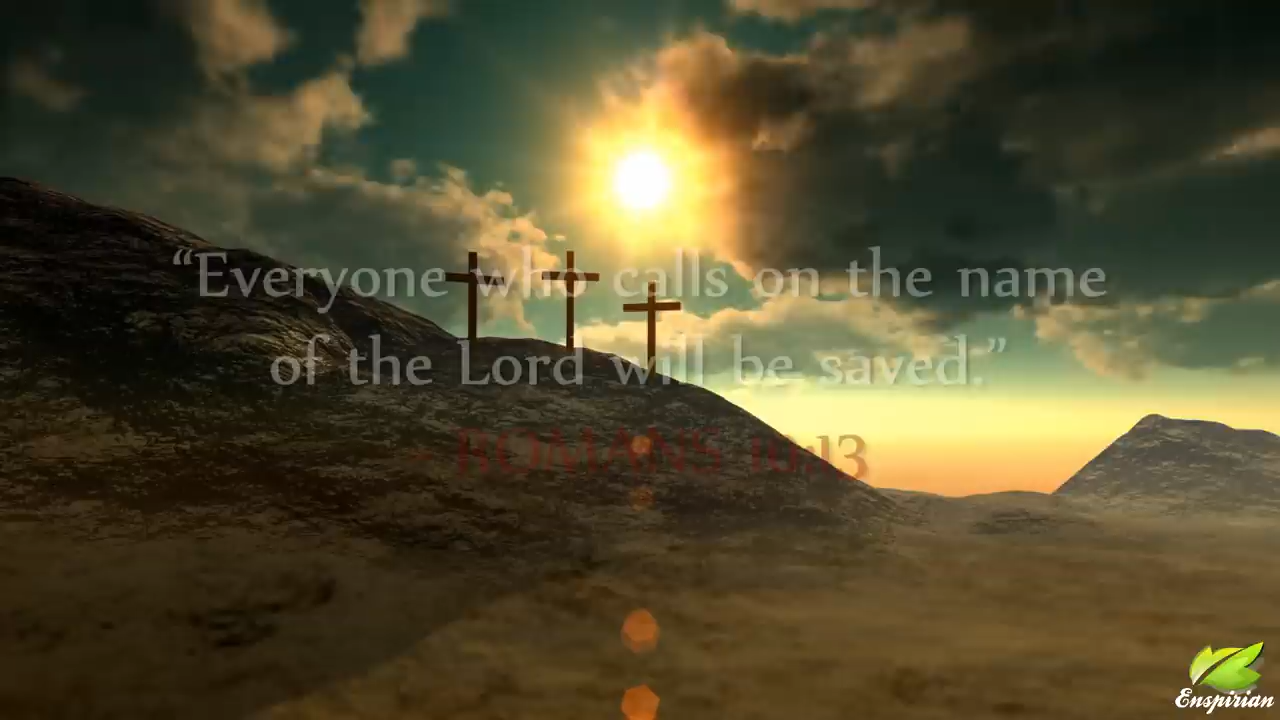 “Everyone who calls on the name
of the Lord will be saved.”
- ROMANS 10:13
Enspirian